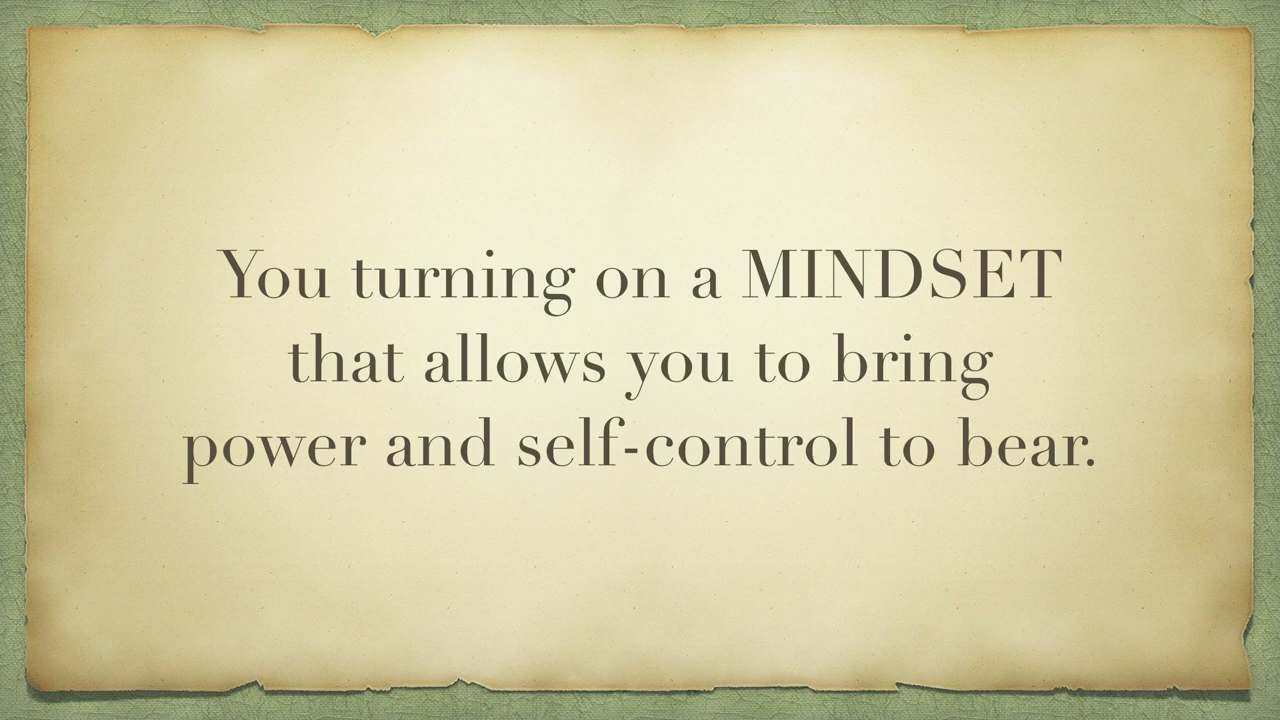 You turning on a MINDSET
that allows you to bring
power and self-control to bear.